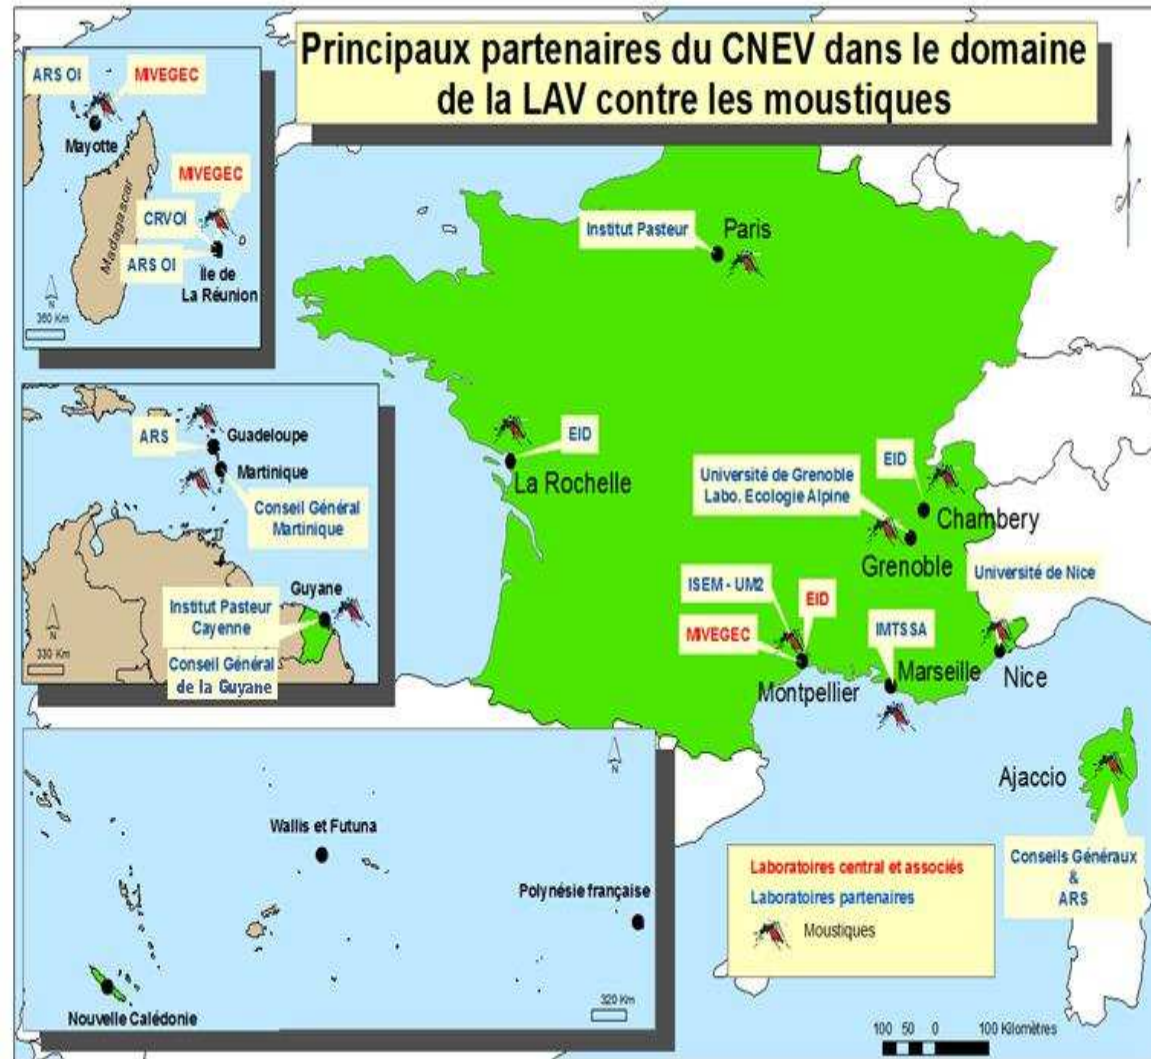 Principaux partenaires du CNEV dans le domaine
de la LAV contre les moustiques
ARS OI
MIVEGEC
Mayotte
Madagascar
MIVEGEC
CRVOI
ARS OI
Île de
La Réunion
N
360 Km
ARS
Guadeloupe
Martinique
Conseil Général
Martinique
Guyane
Institut Pasteur
Cayenne
Conseil Général
de la Guyane
N
330 Km
Institut Pasteur
Paris
EID
La Rochelle
Université de Grenoble
Labo. Ecologie Alpine
EID
Chambery
Grenoble
Université de Nice
ISEM - UM2
EID
MIVEGEC
IMTSSA
Montpellier
Marseille
Nice
Ajaccio
Conseils Généraux
&
ARS
Wallis et Futuna
Polynésie française
Nouvelle Calédonie
N
320 Km
Laboratoires central et associés
Laboratoires partenaires
Moustiques
100 50 0 100 Kilomètres